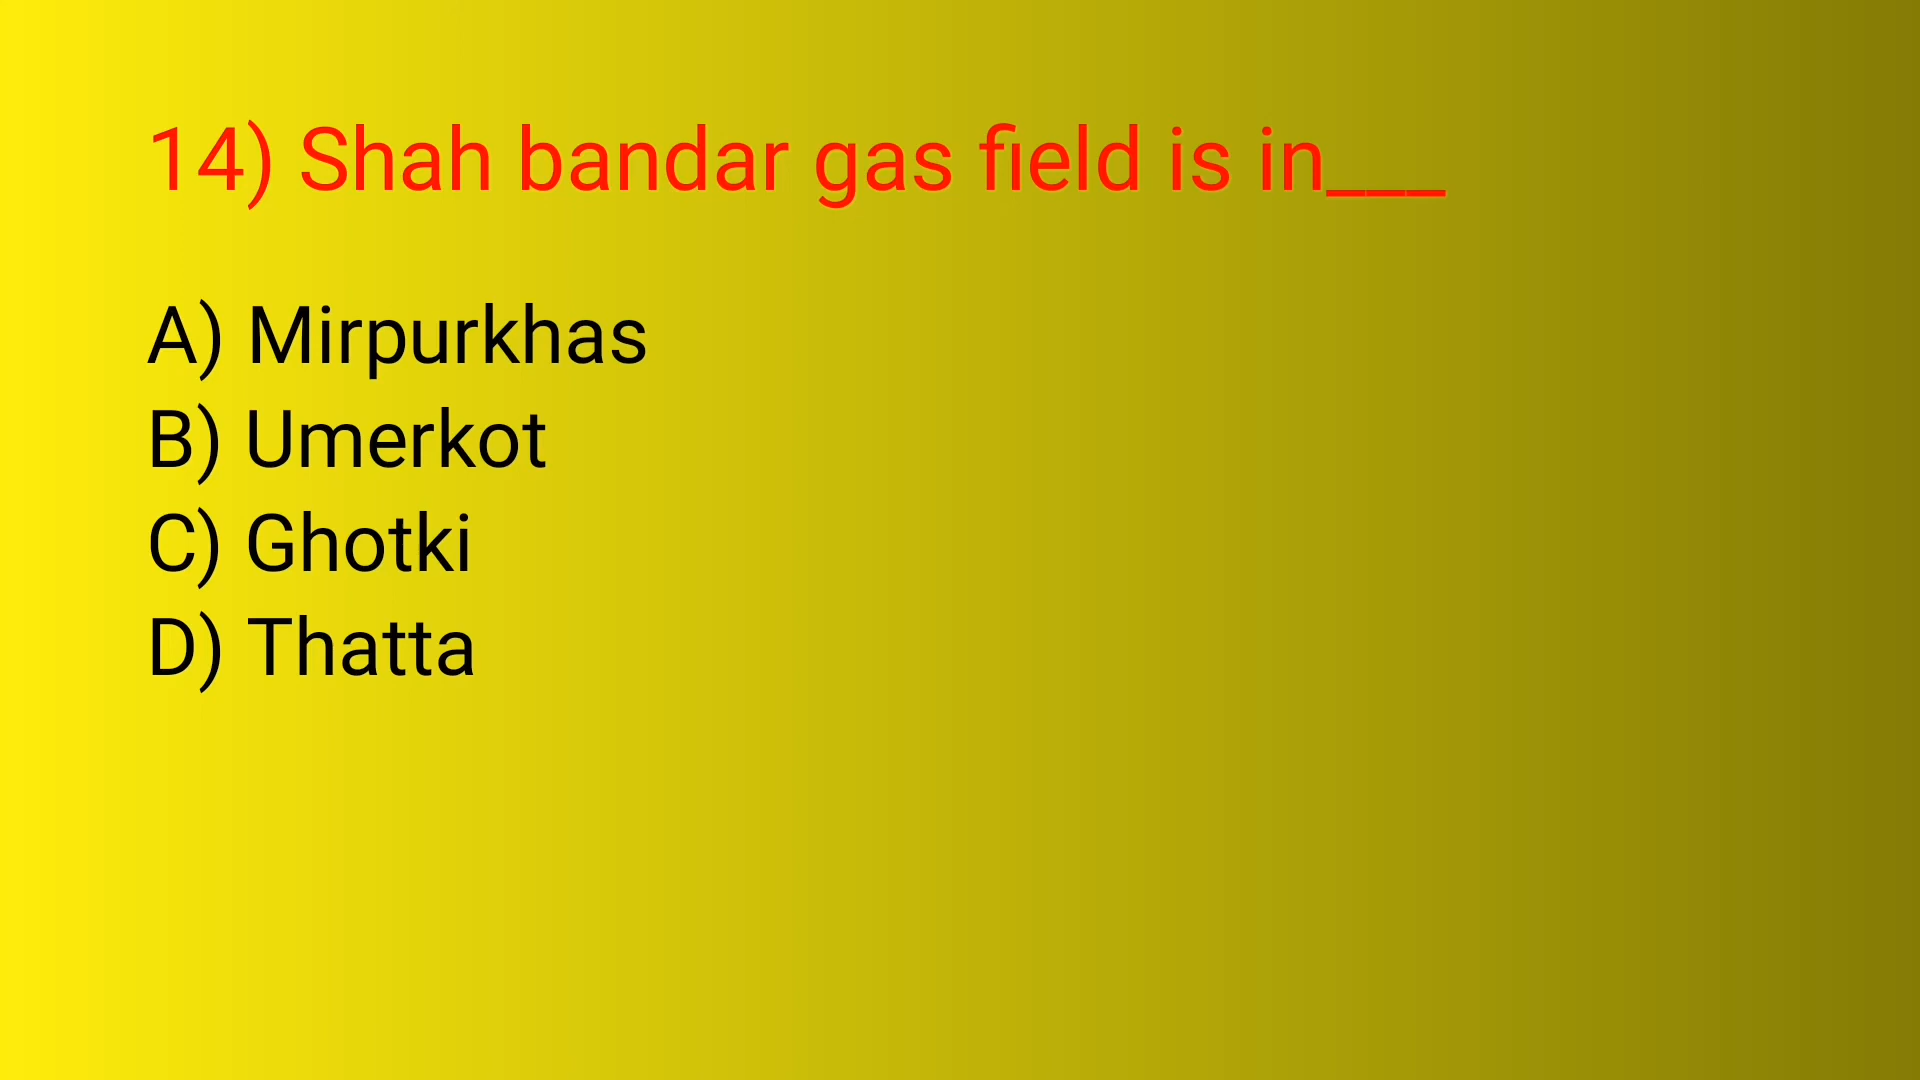 14) Shah bandar gas field is in___
A) Mirpurkhas
B) Umerkot
C) Ghotki
D) Thatta